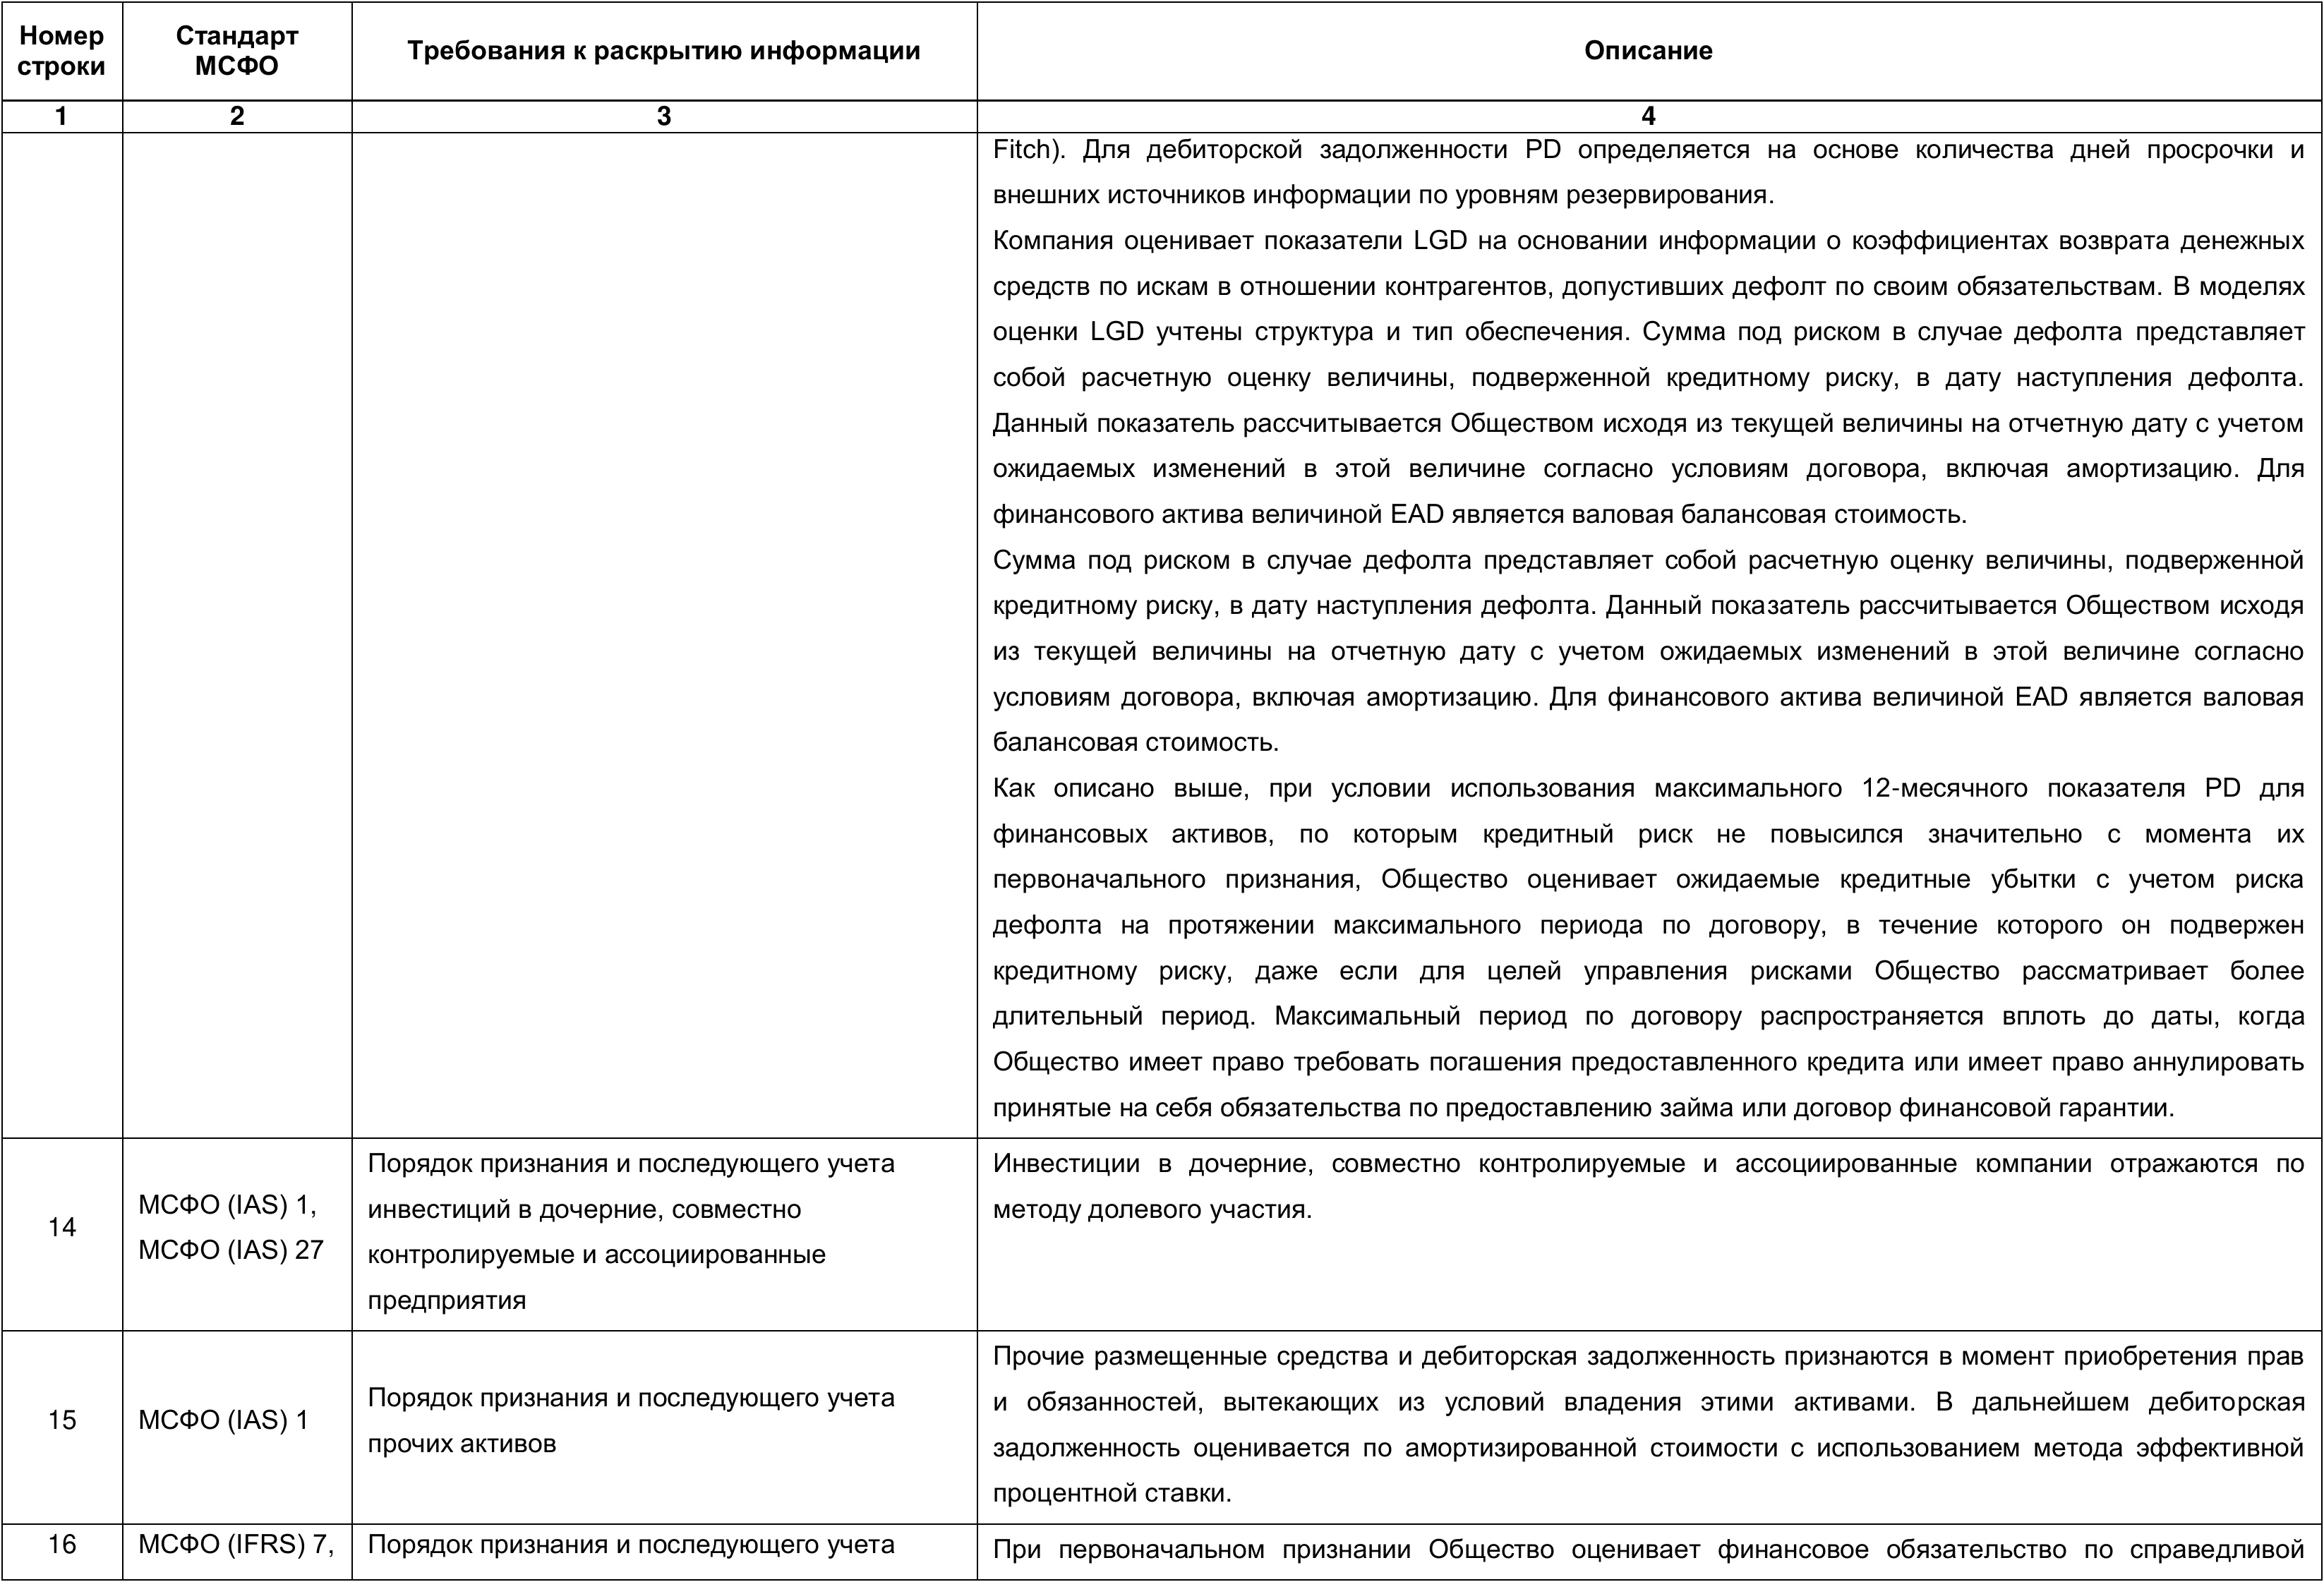 Номер строки
Стандарт МСФО
Требования к раскрытию информации
Описание
1
2
3
4
Fitch). Для дебиторской задолженности PD определяется на основе количества дней просрочки и
внешних источников информации по уровням резервирования.
Компания оценивает показатели LGD на основании информации о коэффициентах возврата денежных
средств по искам в отношении контрагентов, допустивших дефолт по своим обязательствам. В моделях
оценки LGD учтены структура и тип обеспечения. Сумма под риском в случае дефолта представляет
собой расчетную оценку величины, подверженной кредитному риску, в дату наступления дефолта.
Данный показатель рассчитывается Обществом исходя из текущей величины на отчетную дату с учетом
ожидаемых изменений в этой величине согласно условиям договора, включая амортизацию. Для
финансового актива величиной EAD является валовая балансовая стоимость.
Сумма под риском в случае дефолта представляет собой расчетную оценку величины, подверженной
кредитному риску, в дату наступления дефолта. Данный показатель рассчитывается Обществом исходя
из текущей величины на отчетную дату с учетом ожидаемых изменений в этой величине согласно
условиям договора, включая амортизацию. Для финансового актива величиной EAD является валовая
балансовая стоимость.
Как описано выше, при условии использования максимального 12-месячного показателя PD для
финансовых активов, по которым кредитный риск не повысился значительно с момента их
первоначального признания, Общество оценивает ожидаемые кредитные убытки с учетом риска
дефолта на протяжении максимального периода по договору, в течение которого он подвержен
кредитному риску, даже если для целей управления рисками Общество рассматривает более
длительный период. Максимальный период по договору распространяется вплоть до даты, когда
Общество имеет право требовать погашения предоставленного кредита или имеет право аннулировать
принятые на себя обязательства по предоставлению займа или договор финансовой гарантии.
14
МСФО (IAS) 1,
МСФО (IAS) 27
Порядок признания и последующего учета
инвестиций в дочерние, совместно
контролируемые и ассоциированные
предприятия
Инвестиции в дочерние, совместно контролируемые и ассоциированные компании отражаются по
методу долевого участия.
15
МСФО (IAS) 1
Порядок признания и последующего учета
прочих активов
Прочие размещенные средства и дебиторская задолженность признаются в момент приобретения прав
и обязанностей, вытекающих из условий владения этими активами. В дальнейшем дебиторская
задолженность оценивается по амортизированной стоимости с использованием метода эффективной
процентной ставки.
16
МСФО (IFRS) 7,
Порядок признания и последующего учета
При первоначальном признании Общество оценивает финансовое обязательство по справедливой